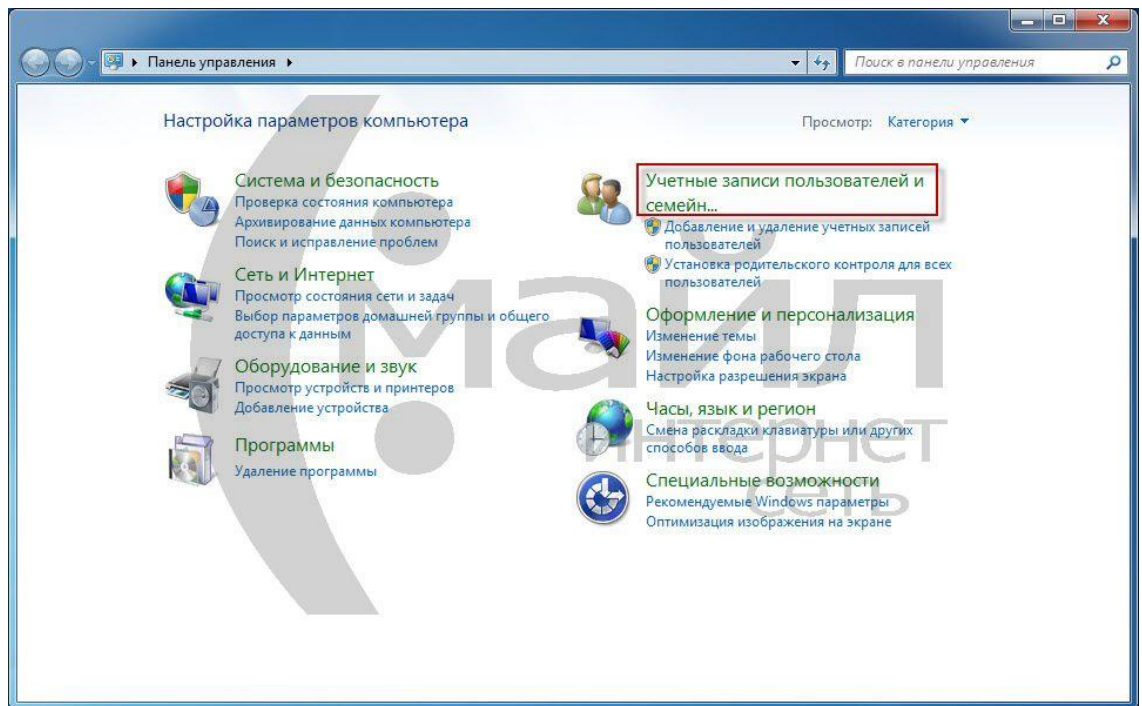 Панель управления
Поиск в панели управления
Настройка параметров компьютера
Просмотр: Категория
Система и безопасность
Проверка состояния компьютера
Архивирование данных компьютера
Поиск и исправление проблем
Сеть и Интернет
Просмотр состояния сети и задач
Выбор параметров домашней группы и общего
доступа к данным
Оборудование и звук
Просмотр устройств и принтеров
Добавление устройства
Программы
Удаление программы
Учетные записи пользователей и
семейн...
Добавление и удаление учетных записей
пользователей
Установка родительского контроля для всех
пользователей
Оформление и персонализация
Изменение темы
Изменение фона рабочего стола
Настройка разрешения экрана
Часы, язык и регион
Смена раскладки клавиатуры или других
способов ввода
Специальные возможности
Рекомендуемые Windows параметры
Оптимизация изображения на экране
(:майл
интернет
сеть